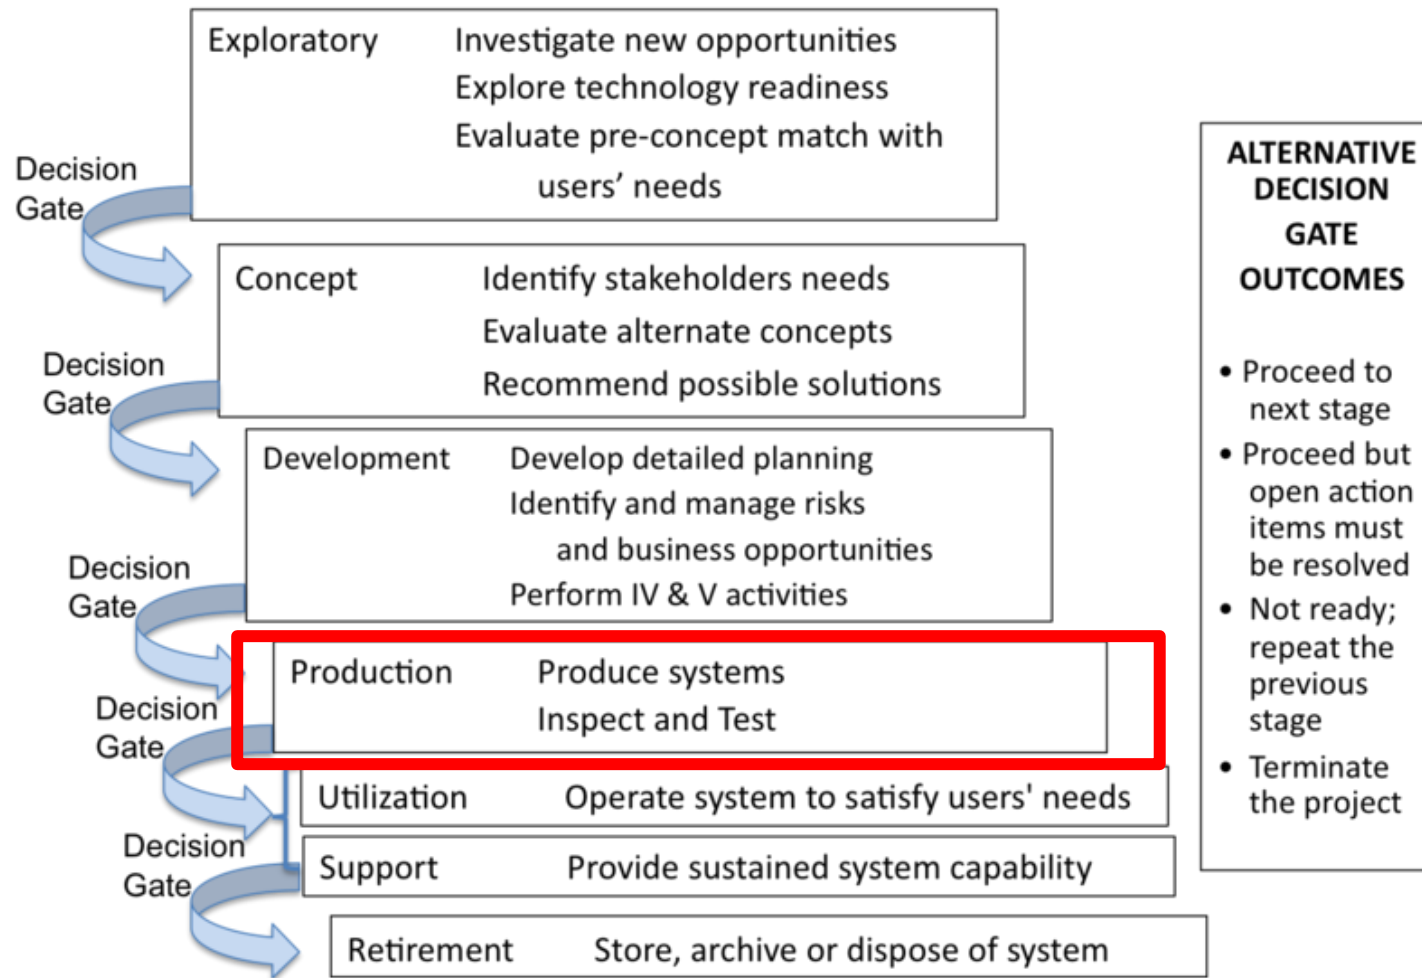 Exploratory Investigate new opportunities
Explore technology readiness
Evaluate pre-concept match with
users' needs
Decision
Gate
Concept Identify stakeholders needs
Evaluate alternate concepts
Recommend possible solutions
Decision
Gate
Development Develop detailed planning
Identify and manage risks
and business opportunities
Perform IV & V activities
Decision
Gate
Production Produce systems
Inspect and Test
Decision
Gate
Utilization Operate system to satisfy users' needs
Decision
Gate
Support Provide sustained system capability
Retirement Store, archive or dispose of system
ALTERNATIVE
DECISION
GATE
OUTCOMES
• Proceed to
next stage
• Proceed but
open action
items must
be resolved
• Not ready;
repeat the
previous
stage
• Terminate
the project